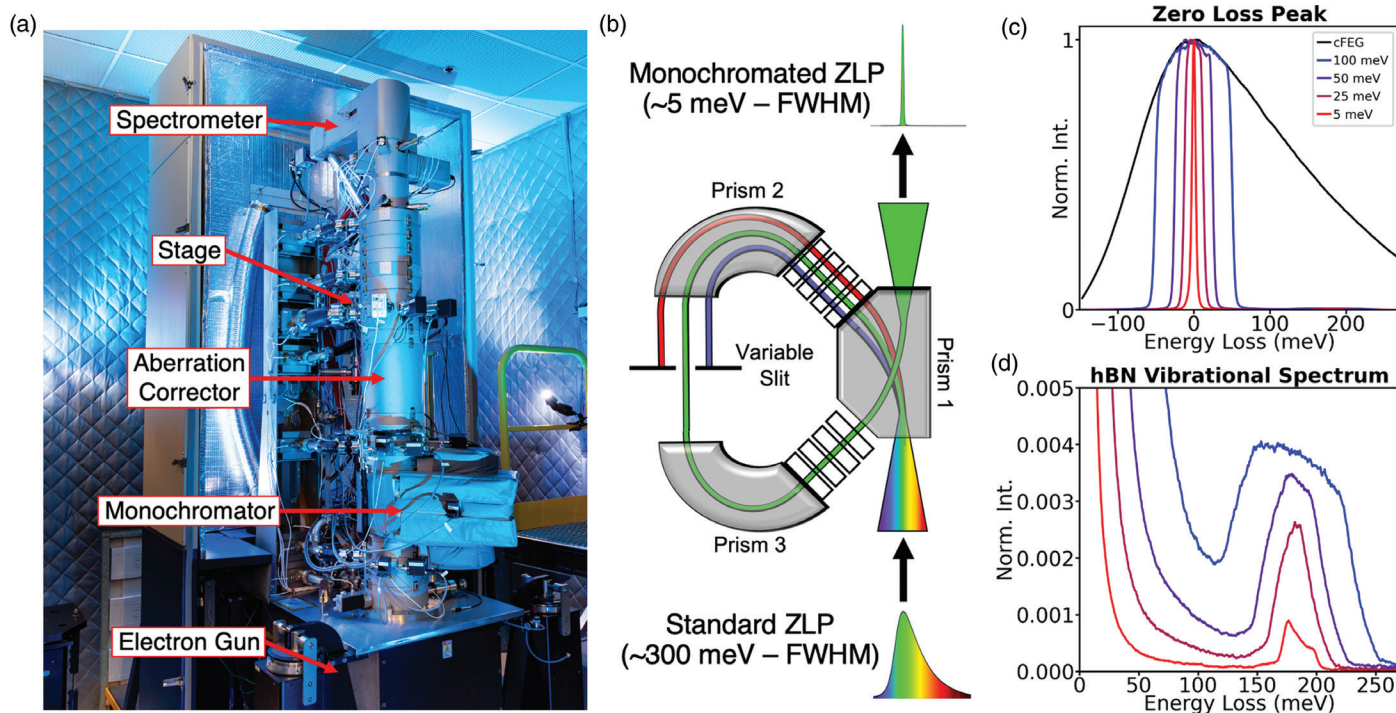 (a)
Spectrometer
Stage
Aberration
Corrector
Monochromator
Electron Gun
(b)
Monochromated ZLP
(~5 meV – FWHM)
Prism 2
Variable
Slit
Prism 1
Prism 3
Standard ZLP
(~300 meV – FWHM)
(c)
Zero Loss Peak
cFEG
100 meV
50 meV
25 meV
5 meV
Norm. Int.
1
0
−100 0 100 200
Energy Loss (meV)
(d)
hBN Vibrational Spectrum
Norm. Int.
0.005
0.004
0.003
0.002
0.001
0.000
0 50 100 150 200 250
Energy Loss (meV)